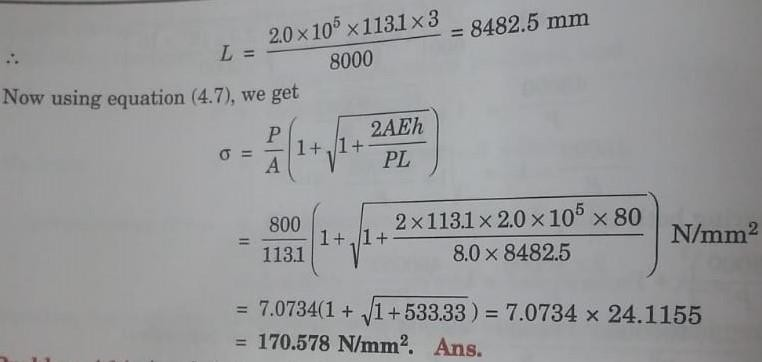 ∴ L = 2.0 × 10⁵ × 113.1 × 3 / 8000 = 8482.5 mm
Now using equation (4.7), we get
σ = P/A (1 + √(1 + 2AEh/PL))
= 800/113.1 (1 + √(1 + 2 × 113.1 × 2.0 × 10⁵ × 80 / 8.0 × 8482.5)) N/mm²
= 7.0734(1 + √(1 + 533.33)) = 7.0734 × 24.1155
= 170.578 N/mm². Ans.